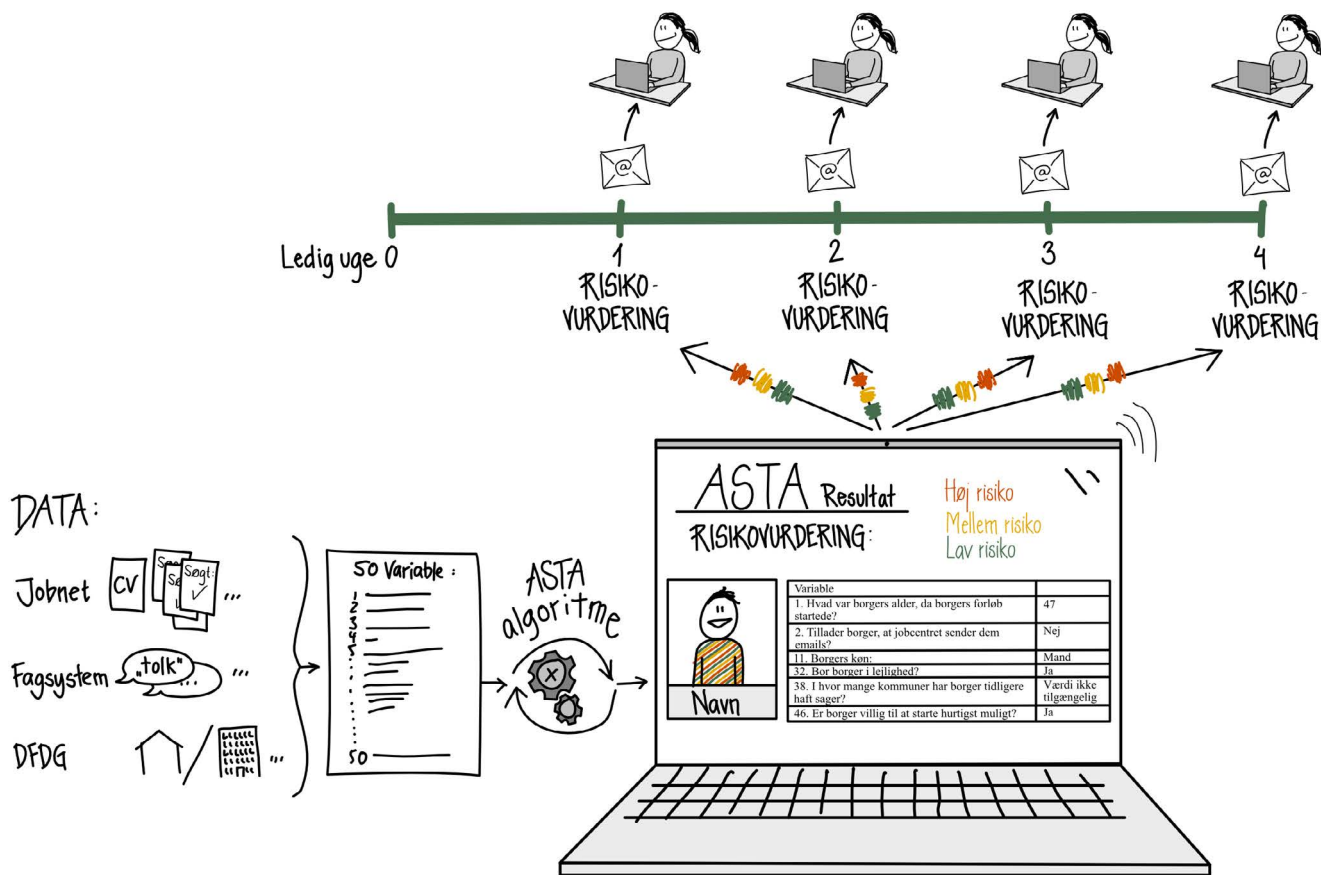 @
@
@
@
Ledig uge 0
1
2
3
4
RISIKO-
VURDERING
RISIKO-
VURDERING
RISIKO-
VURDERING
RISIKO-
VURDERING
DATA:
Jobnet
CV
Søgt:
Fagsystem
"tolk"
...
DFDG
50 Variable:
1
2
3
4
5
50
ASTA
algoritme
x
ASTA Resultat
RISIKOVURDERING:
Høj risiko
Mellem risiko
Lav risiko
Navn
Variable
1. Hvad var borgers alder, da borgers forløb
startede?
47
2. Tillader borger, at jobcentret sender dem
emails?
Nej
11. Borgers køn:
Mand
32. Bor borger i lejlighed?
Ja
38. I hvor mange kommuner har borger tidligere
haft sager?
Værdi ikke
tilgængelig
46. Er borger villig til at starte hurtigst muligt?
Ja